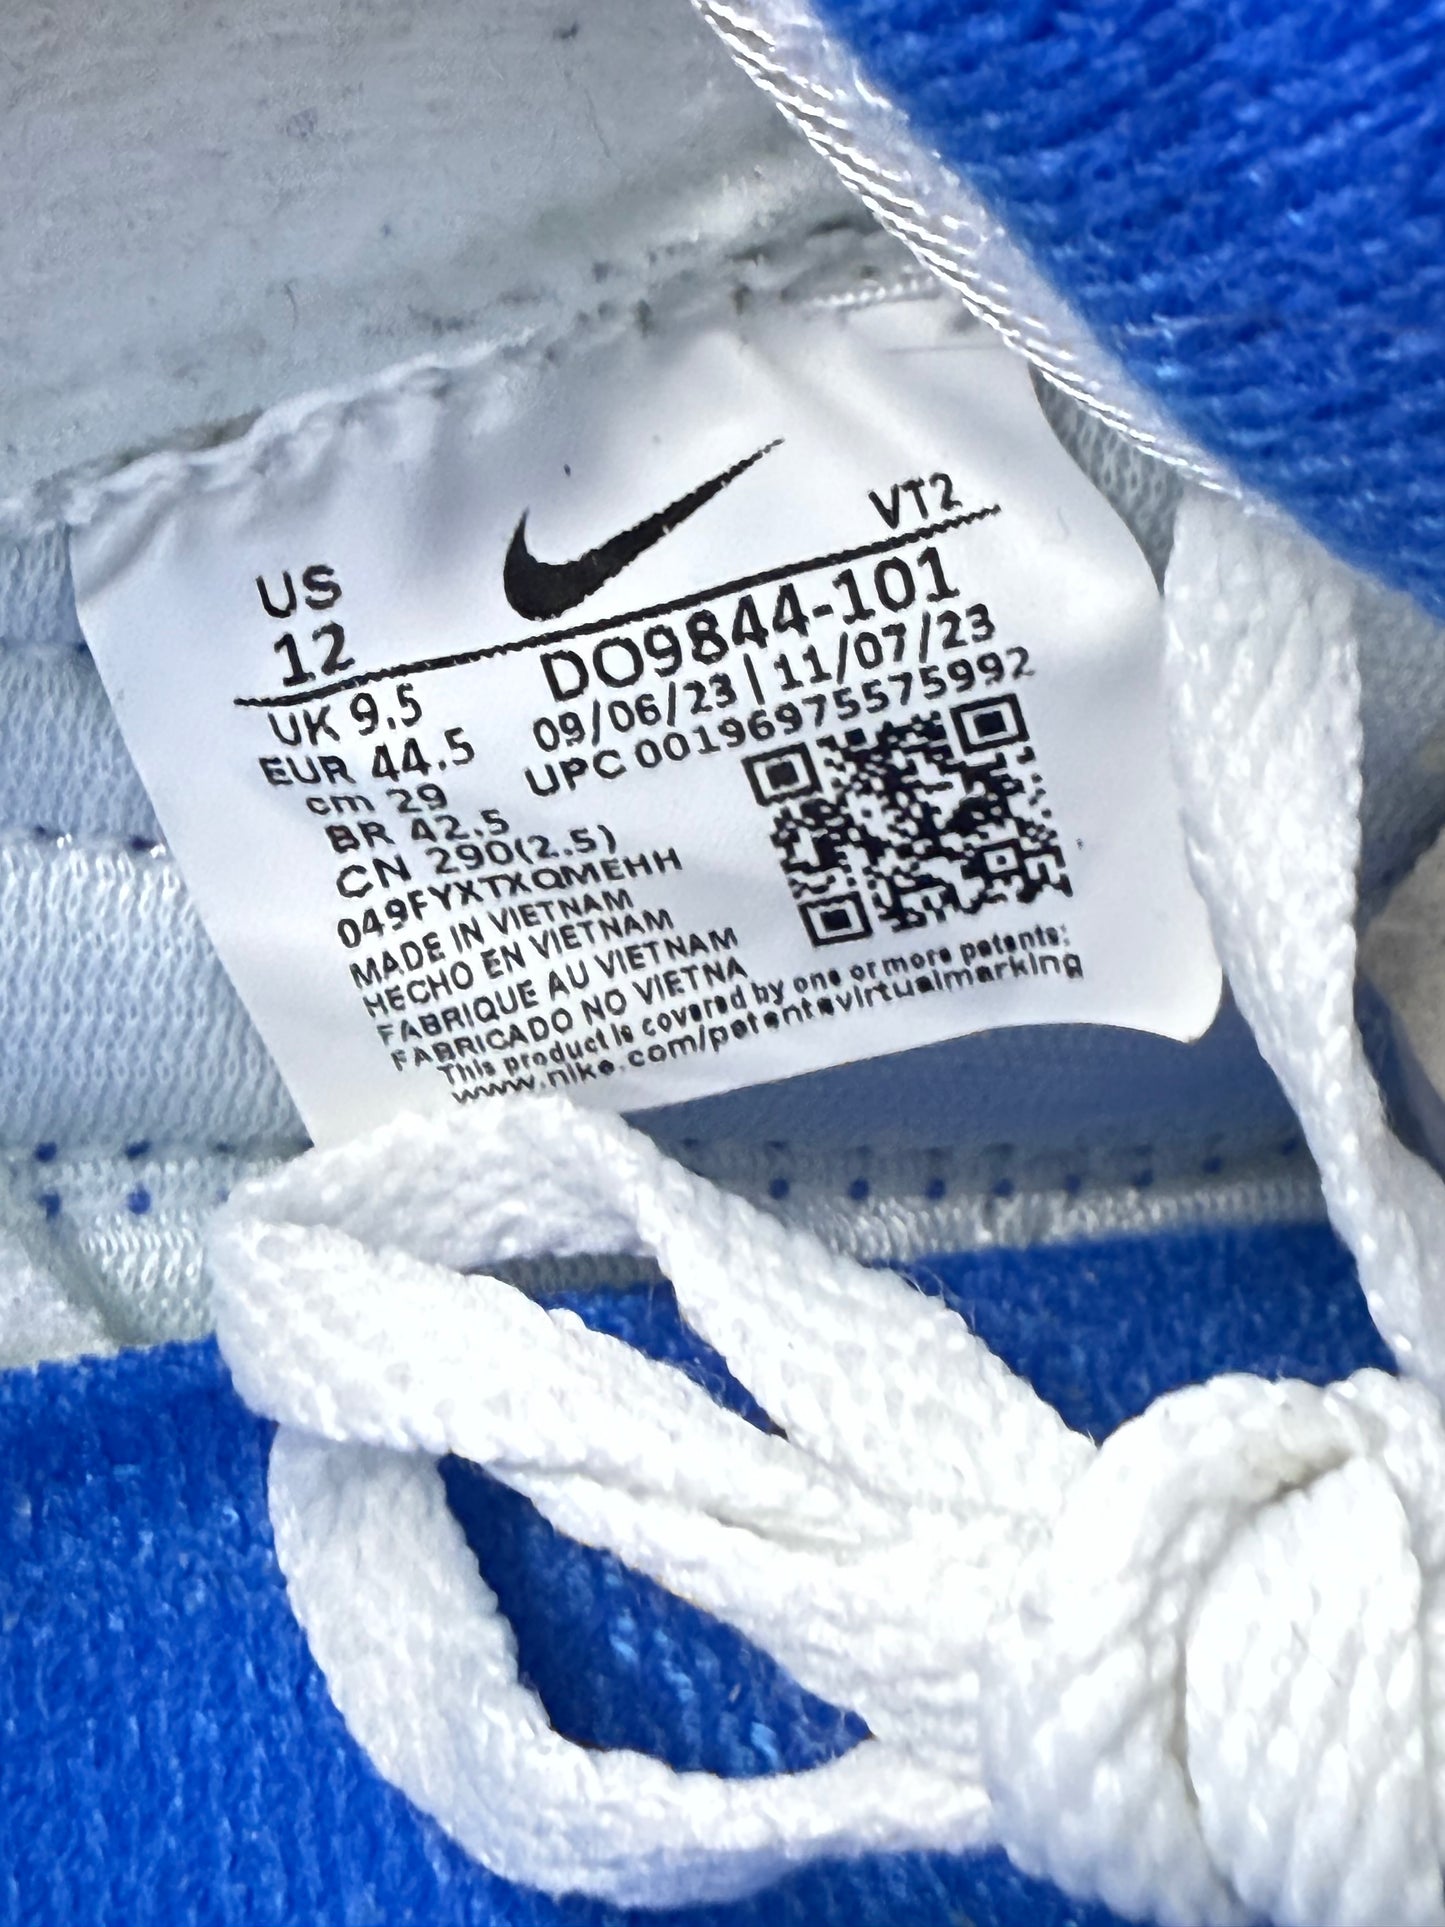 US
12
VT2
DO9844-101
09/06/23 | 11/07/23
UPC 00196975575992
UK 9.5
EUR 44.5
cm 29
BR 42.5
CN 290(2.5)
049FYXTXQMEHH
MADE IN VIETNAM
HECHO EN VIETNAM
FABRIQUE AU VIETNAM
FABRICADO NO VIETNA
This product is covered by one or more patents:
www.nike.com/patentsvirtualmarking